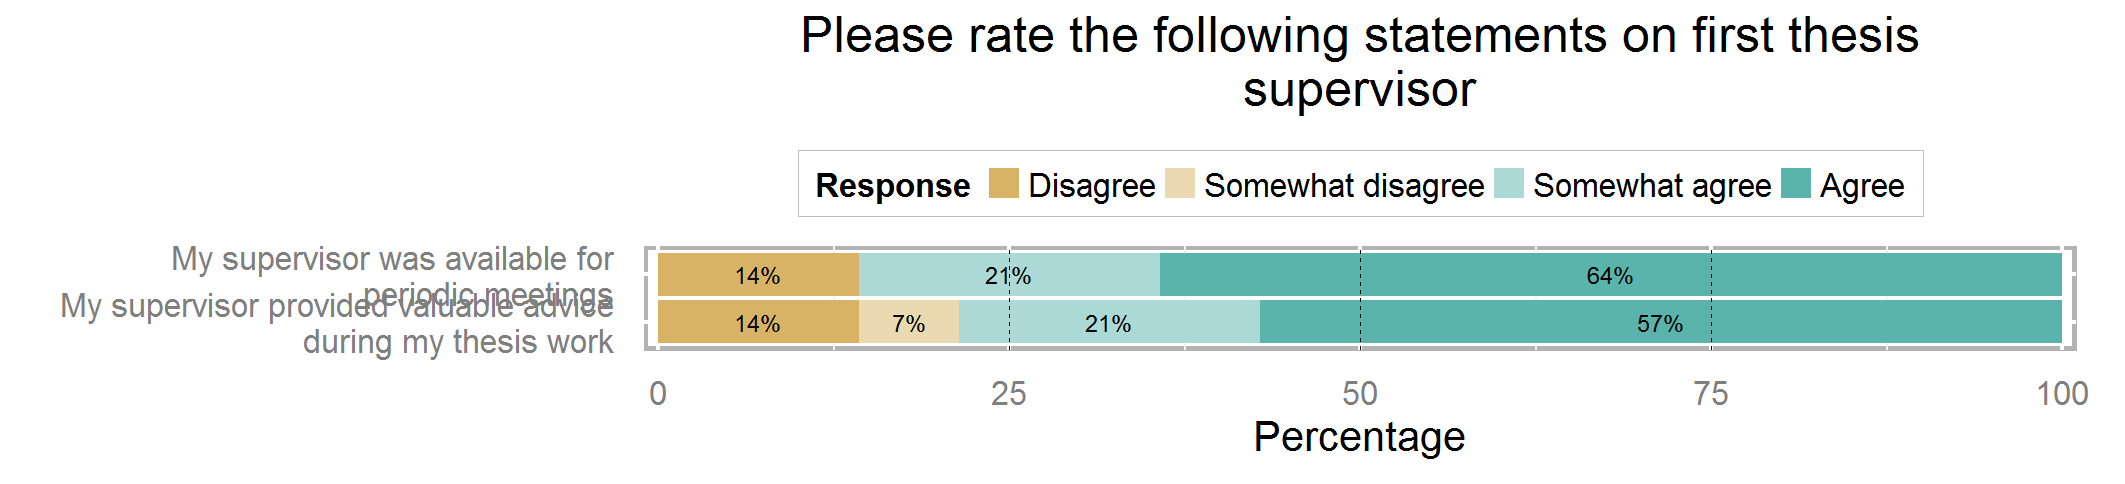 Please rate the following statements on first thesis
supervisor
Response Disagree Somewhat disagree Somewhat agree Agree
My supervisor was available for
periodic meetings
14% 21% 64%
My supervisor provided valuable advice
during my thesis work
14% 7% 21% 57%
0 25 50 75 100
Percentage